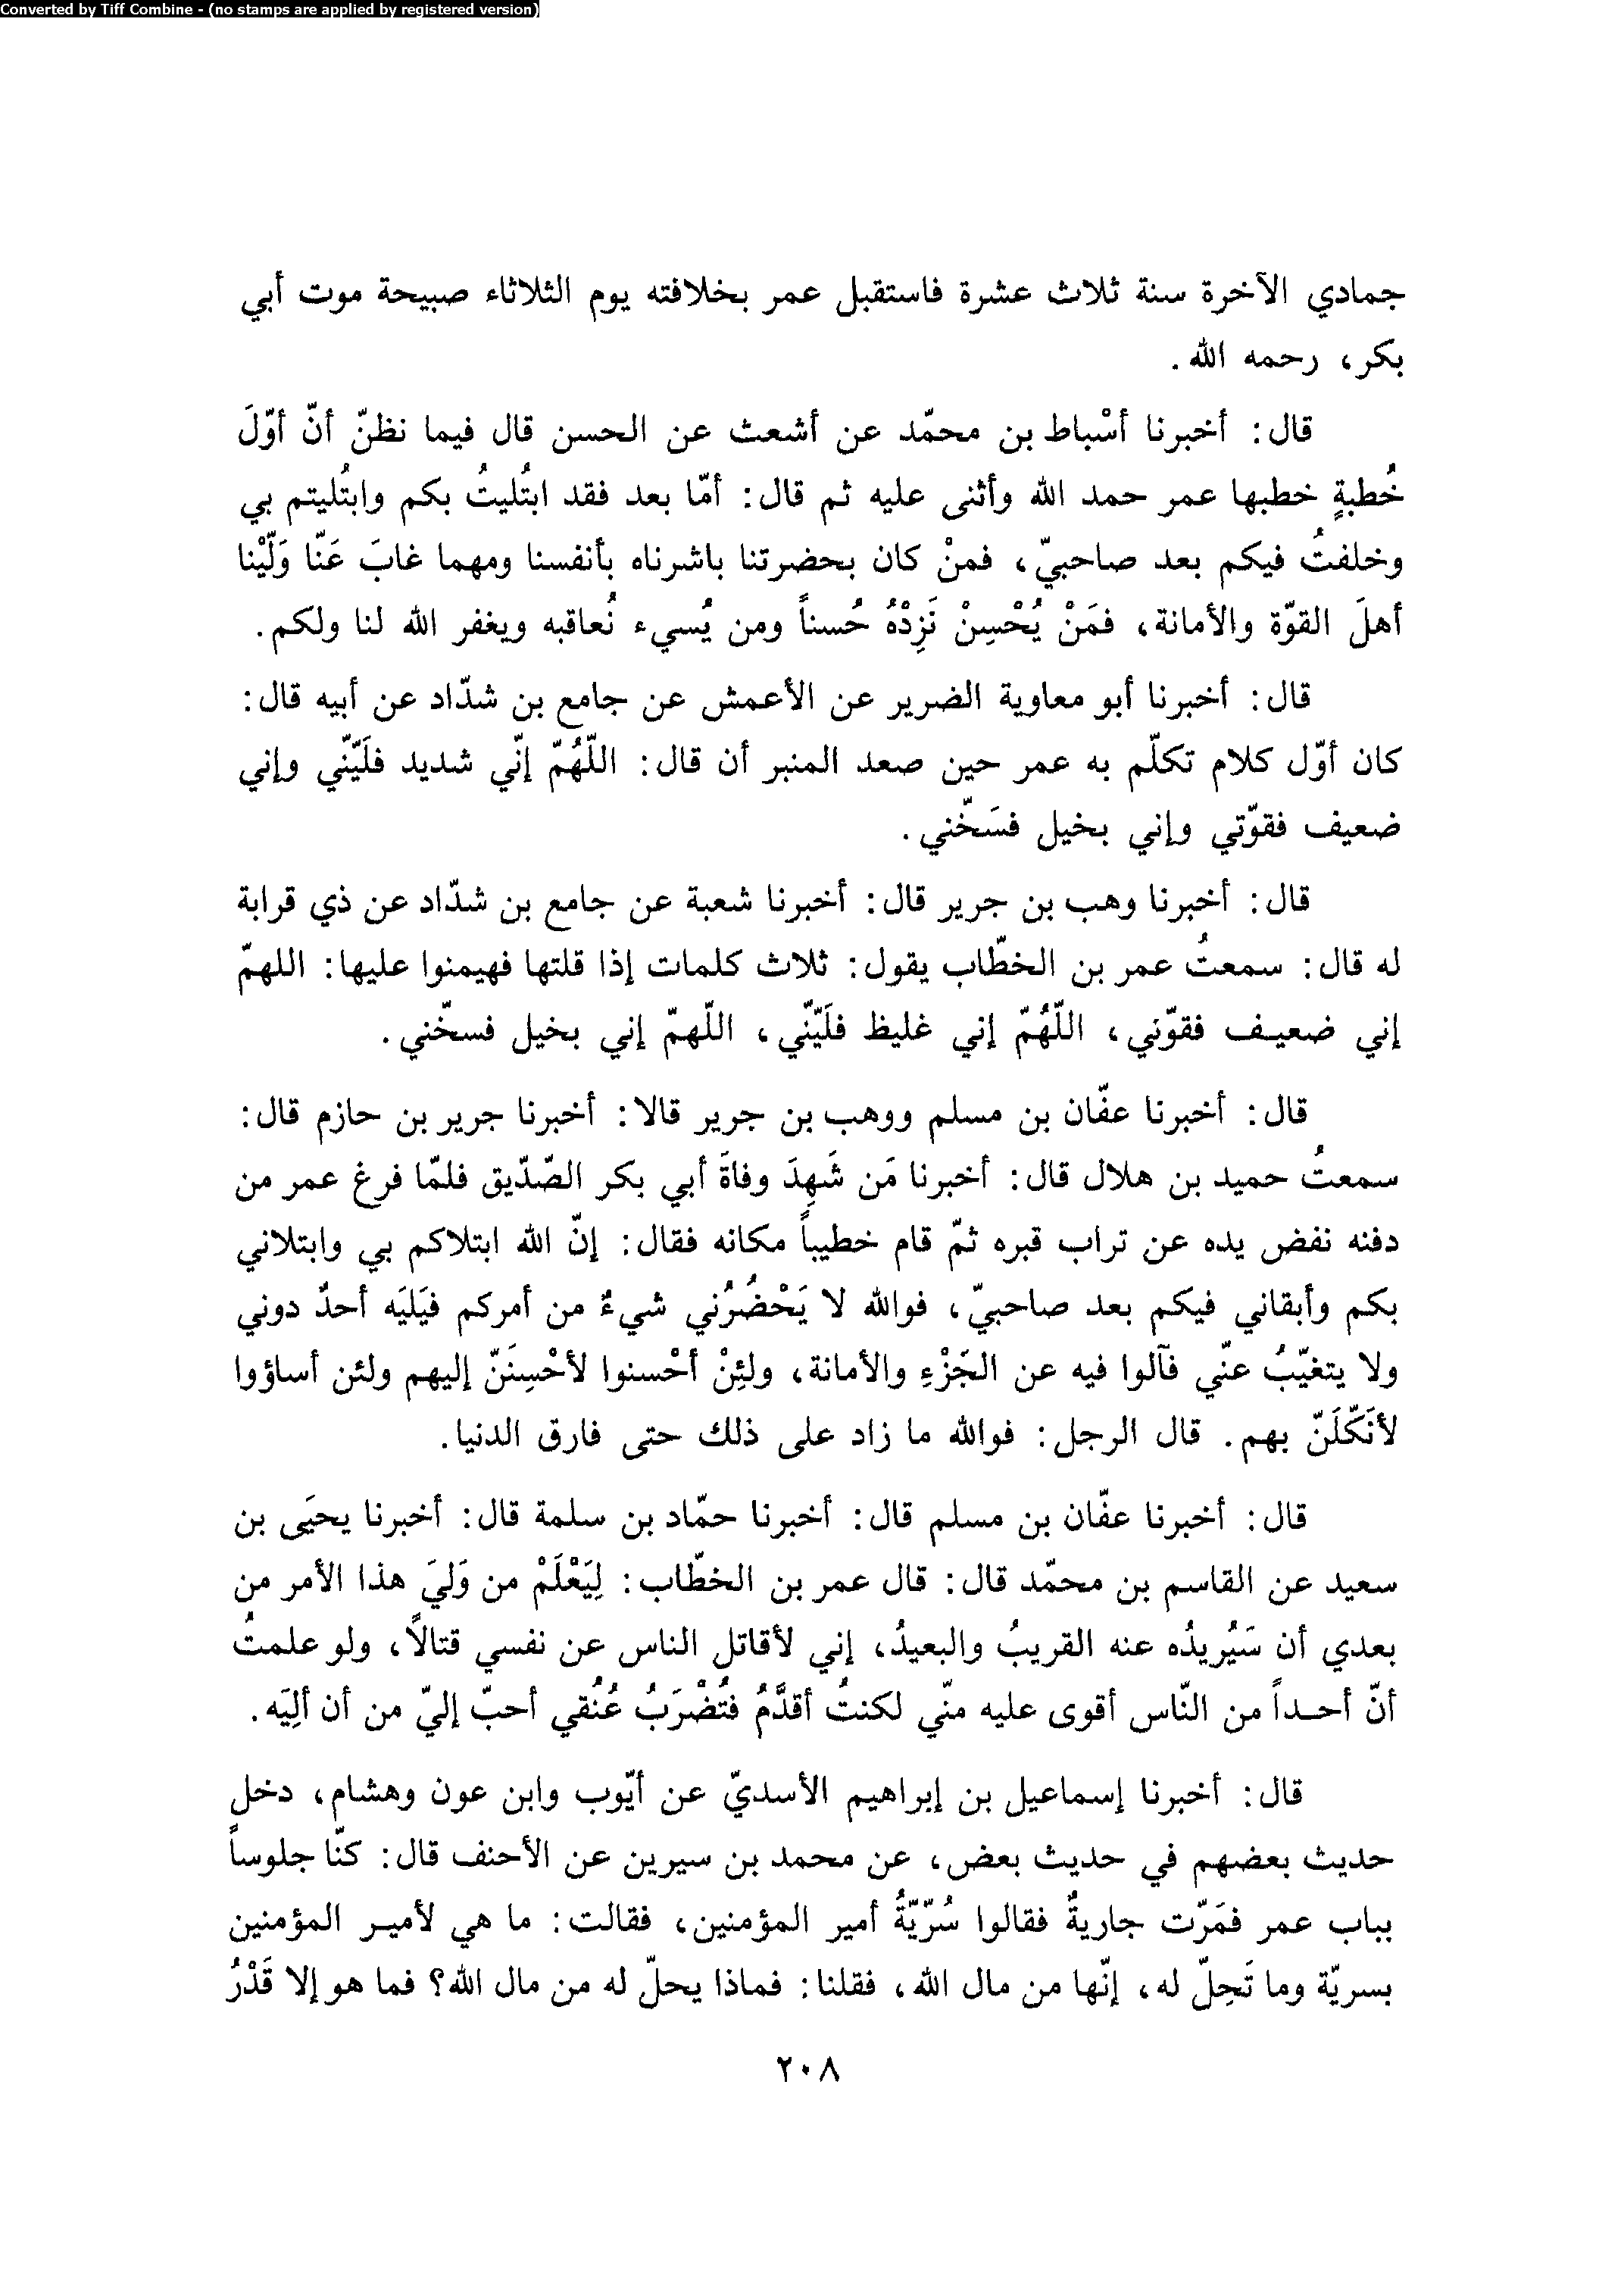 Converted by Tiff Combine - (no stamps are applied by registered version)
جمادي الآخرة سنة ثلاث عشرة فاستقبل عمر بخلافته يوم الثلاثاء صبيحة موت أبي
بكر، رحمه الله.
قال: أخبرنا أسْباط بن محمّد عن أشعث عن الحسن قال فيما نظنّ أنّ أوّلَ
خُطبةٍ خطبها عمر حمد الله وأثنى عليه ثم قال: أمّا بعد فقد ابتُليتُ بكم وابتُليتم بي
وخلفتُ فيكم بعد صاحبيّ، فمنْ كان بحضرتنا باشرناه بأنفسنا ومهما غابَ عَنّا وَلّيْنا
أهلَ القوّة والأمانة، فمَنْ يُحْسِنْ نَزِدْهُ حُسناً ومن يُسيء نُعاقبه ويغفر الله لنا ولكم.
قال: أخبرنا أبو معاوية الضرير عن الأعمش عن جامع بن شدّاد عن أبيه قال:
كان أوّل كلام تكلّم به عمر حين صعد المنبر أن قال: اللّهُمّ إنّي شديد فلَيّنّي وإني
ضعيف فقوّتي وإني بخيل فسَخّني.
قال: أخبرنا وهب بن جرير قال: أخبرنا شعبة عن جامع بن شدّاد عن ذي قرابة
له قال: سمعتُ عمر بن الخطّاب يقول: ثلاث كلمات إذا قلتها فهيمنوا عليها: اللهمّ
إني ضعيف فقوّني، اللّهُمّ إني غليظ فلَيّنّي، اللّهمّ إني بخيل فسخّني.
قال: أخبرنا عفّان بن مسلم ووهب بن جرير قالا: أخبرنا جرير بن حازم قال:
سمعتُ حميد بن هلال قال: أخبرنا مَن شَهِدَ وفاةَ أبي بكر الصّدّيق فلمّا فرغ عمر من
دفنه نفض يده عن تراب قبره ثمّ قام خطيباً مكانه فقال: إنّ الله ابتلاكم بي وابتلاني
بكم وأبقاني فيكم بعد صاحبيّ، فوالله لا يَحْضُرُني شيءٌ من أمركم فيَليَه أحدٌ دوني
ولا يتغيّبُ عنّي فآلوا فيه عن الجَزْءِ والأمانة، ولئِنْ أحْسنوا لأحْسِنَنّ إليهم ولئن أساؤوا
لأنَكّلَنّ بهم. قال الرجل: فوالله ما زاد على ذلك حتى فارق الدنيا.
قال: أخبرنا عفّان بن مسلم قال: أخبرنا حمّاد بن سلمة قال: أخبرنا يحيَى بن
سعيد عن القاسم بن محمّد قال: قال عمر بن الخطّاب: لِيَعْلَمْ من وَليَ هذا الأمر من
بعدي أن سَيُريدُه عنه القريبُ والبعيدُ، إني لأقاتل الناس عن نفسي قتالاً، ولو علمتُ
أنّ أحداً من النّاس أقوى عليه منّي لكنتُ أقدَّمُ فتُضْرَبُ عُنُقي أحبّ إليّ من أن ألِيَه.
قال: أخبرنا إسماعيل بن إبراهيم الأسديّ عن أيّوب وابن عون وهشام، دخل
حديث بعضهم في حديث بعض، عن محمد بن سيرين عن الأحنف قال: كنّا جلوساً
بباب عمر فمَرّت جاريةٌ فقالوا سُرّيّةُ أمير المؤمنين، فقالت: ما هي لأمير المؤمنين
بسريّة وما تَحِلّ له، إنّها من مال الله، فقلنا: فماذا يحلّ له من مال الله؟ فما هو إلا قَدْرُ
٢٠٨